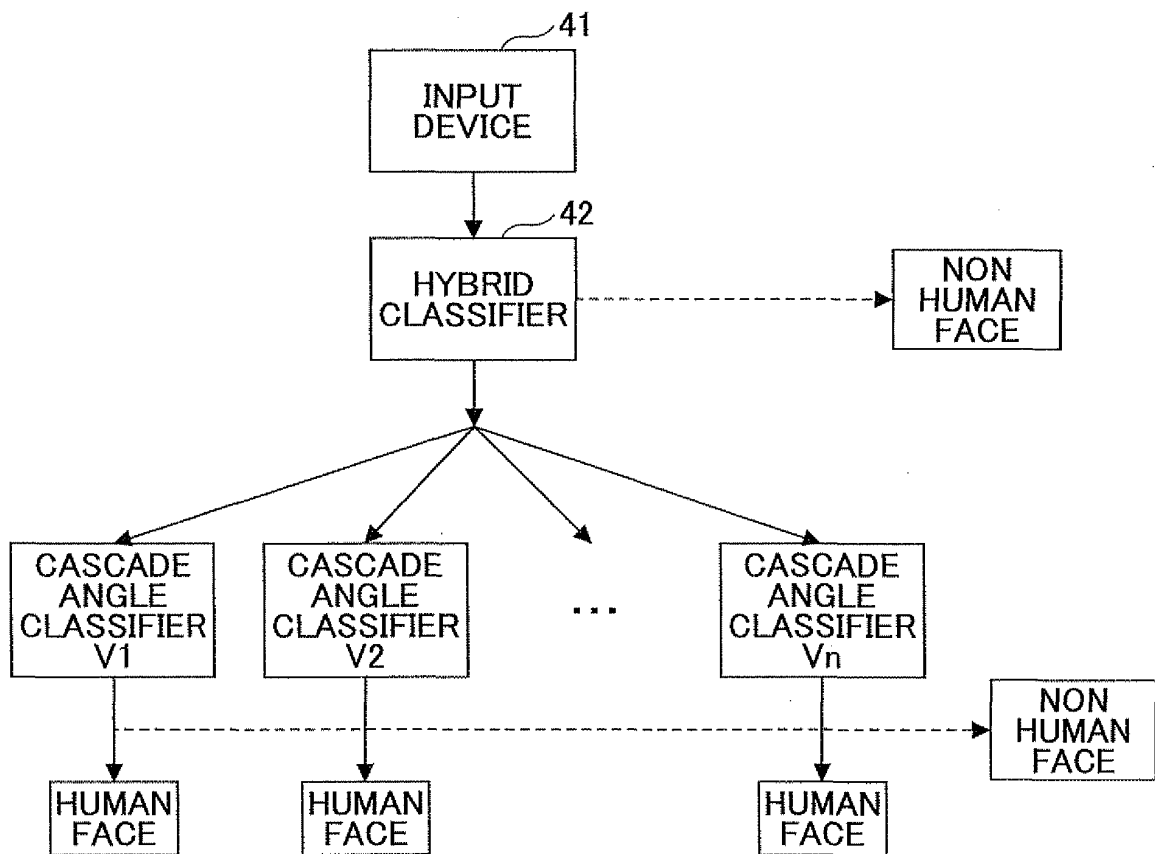 41
INPUT
DEVICE
42
HYBRID
CLASSIFIER
NON
HUMAN
FACE
CASCADE
ANGLE
CLASSIFIER
V1
CASCADE
ANGLE
CLASSIFIER
V2
...
CASCADE
ANGLE
CLASSIFIER
Vn
NON
HUMAN
FACE
HUMAN
FACE
HUMAN
FACE
HUMAN
FACE